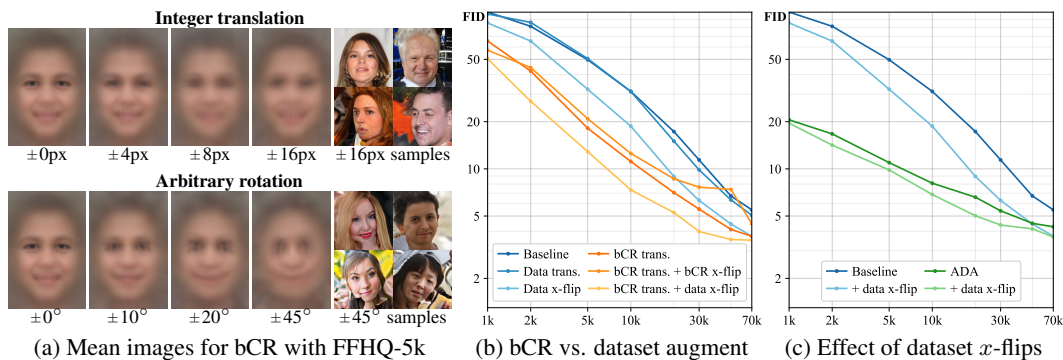 Integer translation
±0px ±4px ±8px ±16px ±16px samples
Arbitrary rotation
±0° ±10° ±20° ±45° ±45° samples
(a) Mean images for bCR with FFHQ-5k
FID
50
20
10
5
2
Baseline
Data trans.
Data x-flip
bCR trans.
bCR trans. + bCR x-flip
bCR trans. + data x-flip
1k 2k 5k 10k 30k 70k
(b) bCR vs. dataset augment
FID
50
20
10
5
2
Baseline
+ data x-flip
ADA
+ data x-flip
1k 2k 5k 10k 30k 70k
(c) Effect of dataset x-flips